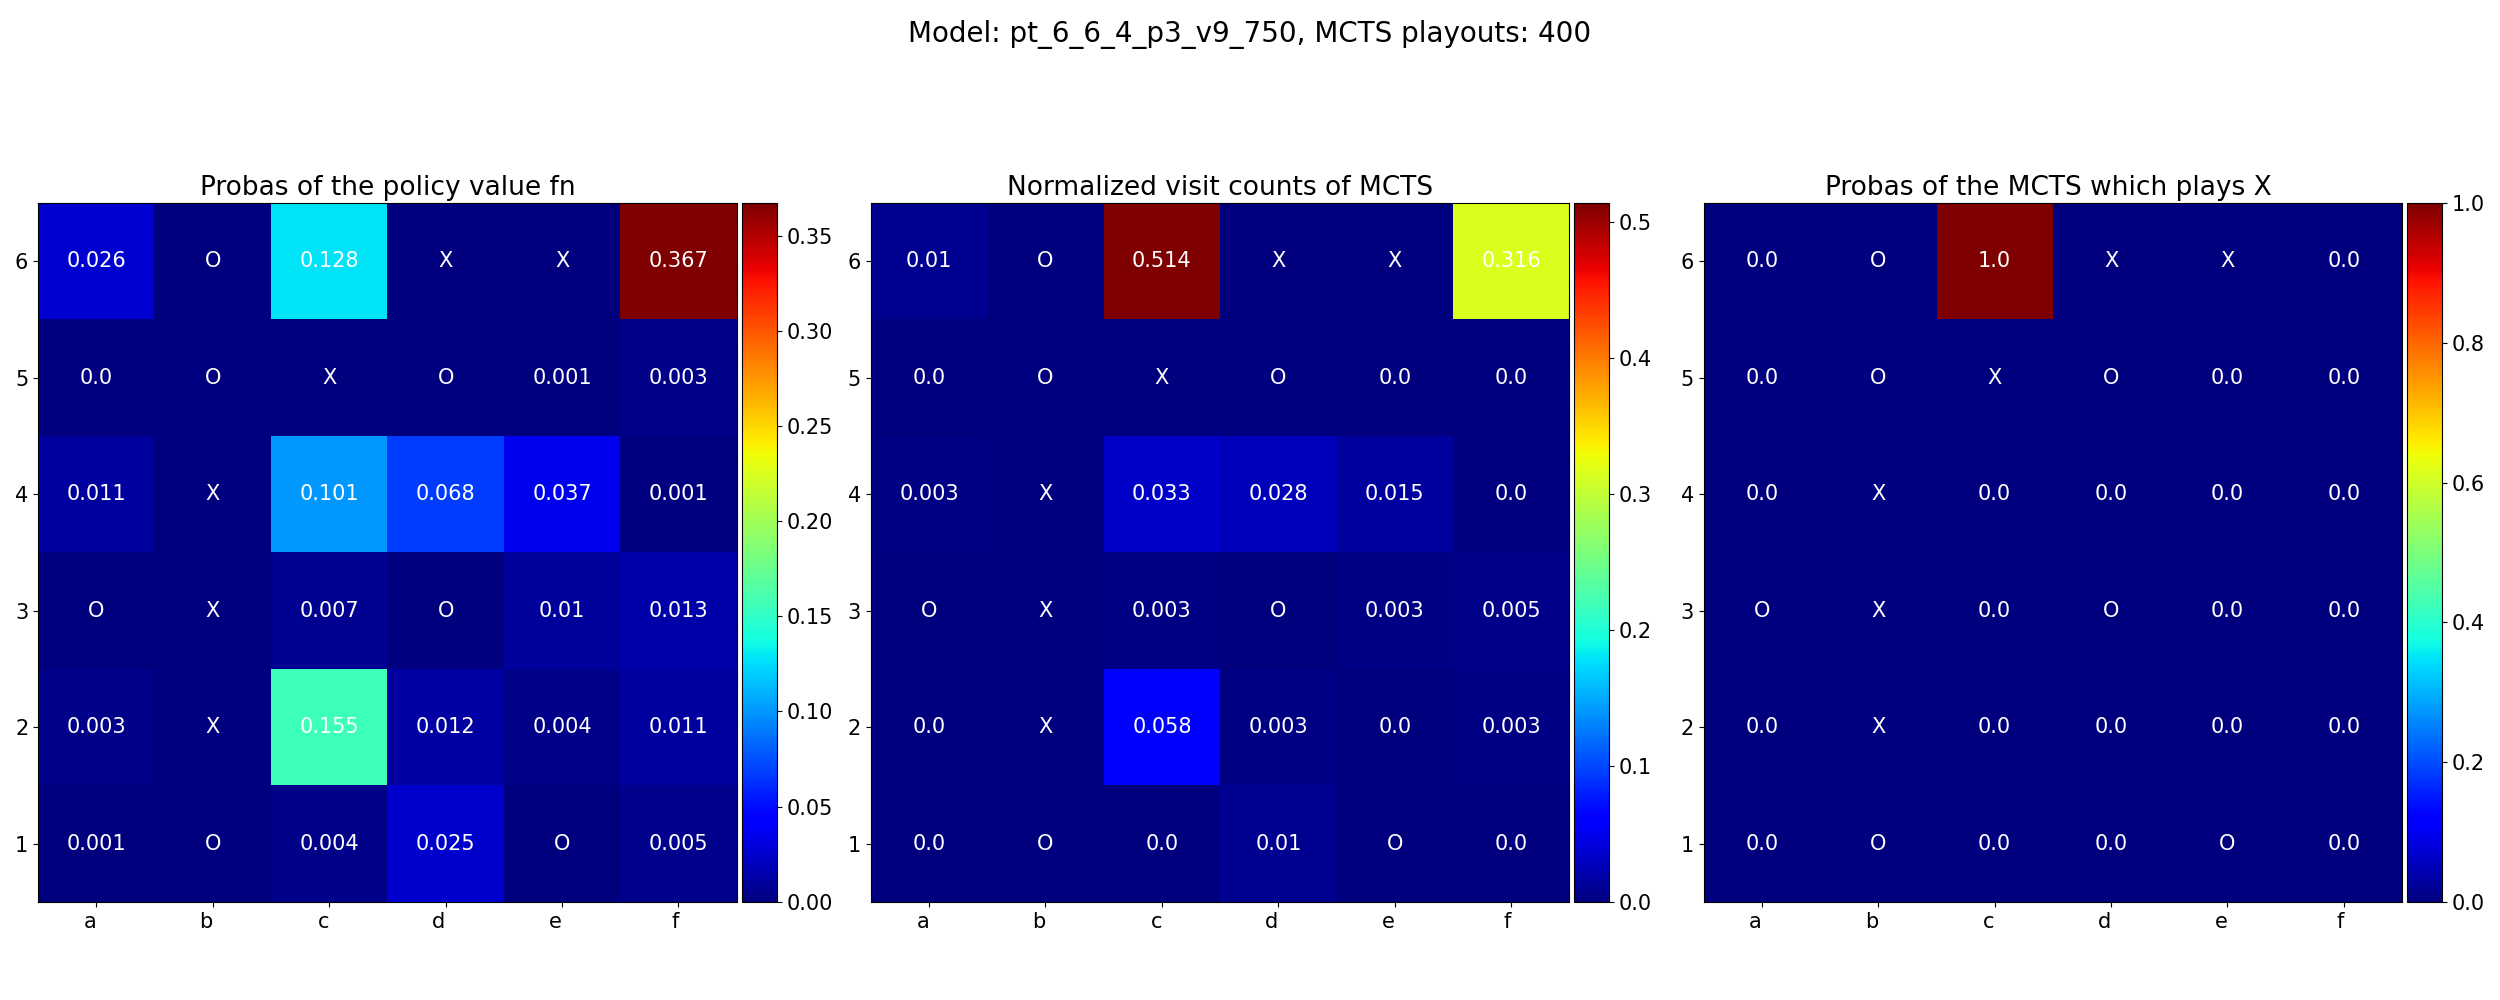 Model: pt_6_6_4_p3_v9_750, MCTS playouts: 400
Probas of the policy value fn
6 0.026 O 0.128 X X 0.367
5 0.0 O X O 0.001 0.003
4 0.011 X 0.101 0.068 0.037 0.001
3 O X 0.007 O 0.01 0.013
2 0.003 X 0.155 0.012 0.004 0.011
1 0.001 O 0.004 0.025 O 0.005
a b c d e f
0.35
0.30
0.25
0.20
0.15
0.10
0.05
0.00
Normalized visit counts of MCTS
6 0.01 O 0.514 X X 0.316
5 0.0 O X O 0.0 0.0
4 0.003 X 0.033 0.028 0.015 0.0
3 O X 0.003 O 0.003 0.005
2 0.0 X 0.058 0.003 0.0 0.003
1 0.0 O 0.0 0.01 O 0.0
a b c d e f
0.5
0.4
0.3
0.2
0.1
0.0
Probas of the MCTS which plays X
6 0.0 O 1.0 X X 0.0
5 0.0 O X O 0.0 0.0
4 0.0 X 0.0 0.0 0.0 0.0
3 O X 0.0 O 0.0 0.0
2 0.0 X 0.0 0.0 0.0 0.0
1 0.0 O 0.0 0.0 O 0.0
a b c d e f
1.0
0.8
0.6
0.4
0.2
0.0